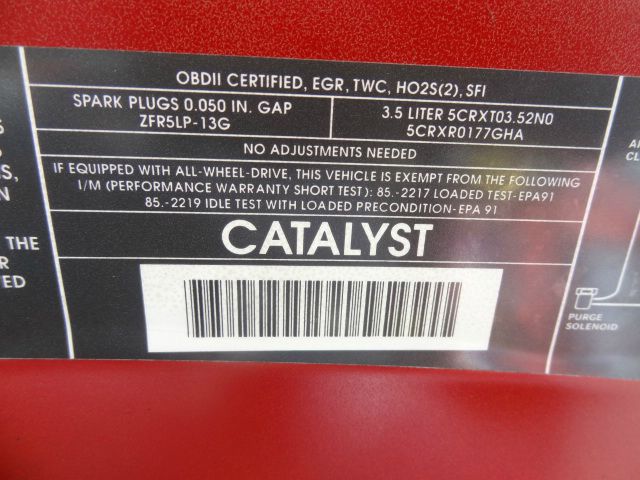 OBDII CERTIFIED, EGR, TWC, HO2S(2), SFI
SPARK PLUGS 0.050 IN. GAP
ZFR5LP-13G
3.5 LITER 5CRXT03.52N0
5CRXR0177GHA
NO ADJUSTMENTS NEEDED
IF EQUIPPED WITH ALL-WHEEL-DRIVE, THIS VEHICLE IS EXEMPT FROM THE FOLLOWING
I/M (PERFORMANCE WARRANTY SHORT TEST): 85.-2217 LOADED TEST-EPA91
85.-2219 IDLE TEST WITH LOADED PRECONDITION-EPA 91
CATALYST
THE
PURGE
SOLENOID